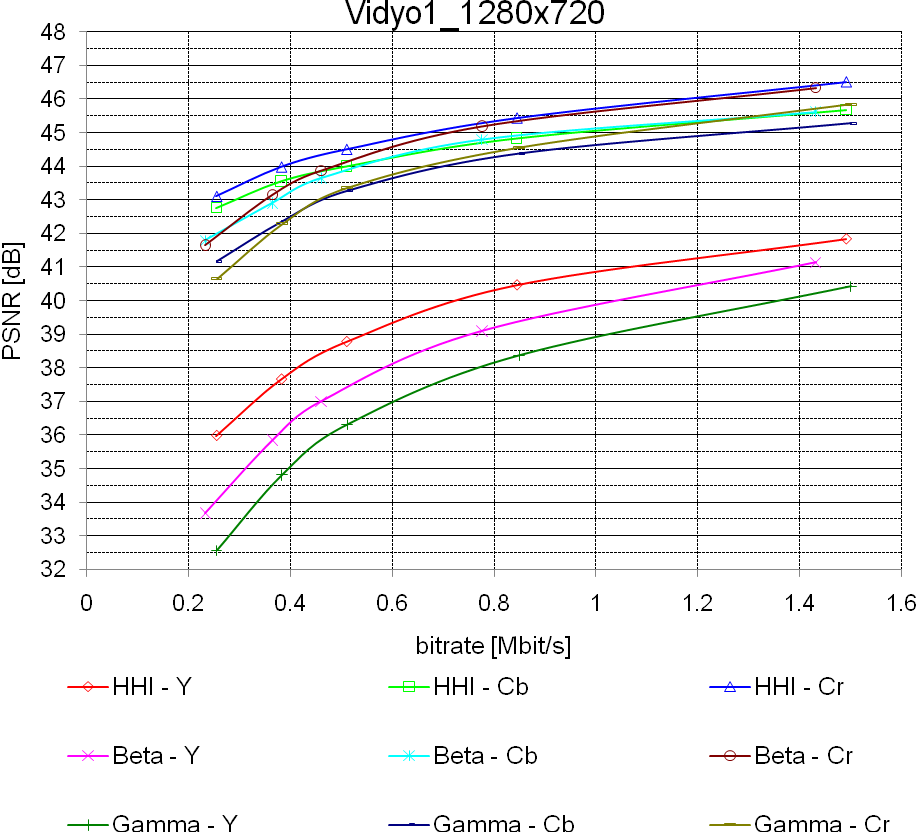 Vidyo1_1280x720
48
47
46
45
44
43
42
41
40
39
38
37
36
35
34
33
32
PSNR [dB]
0 0.2 0.4 0.6 0.8 1 1.2 1.4 1.6
bitrate [Mbit/s]
HHI - Y HHI - Cb HHI - Cr
Beta - Y Beta - Cb Beta - Cr
Gamma - Y Gamma - Cb Gamma - Cr